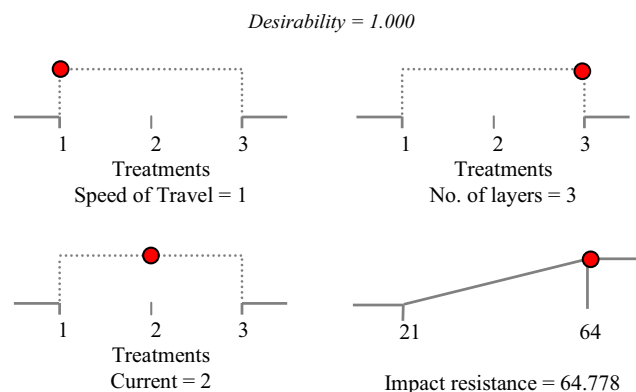 Desirability = 1.000
1 2 3
Treatments
Speed of Travel = 1
1 2 3
Treatments
No. of layers = 3
1 2 3
Treatments
Current = 2
21 64
Impact resistance = 64.778